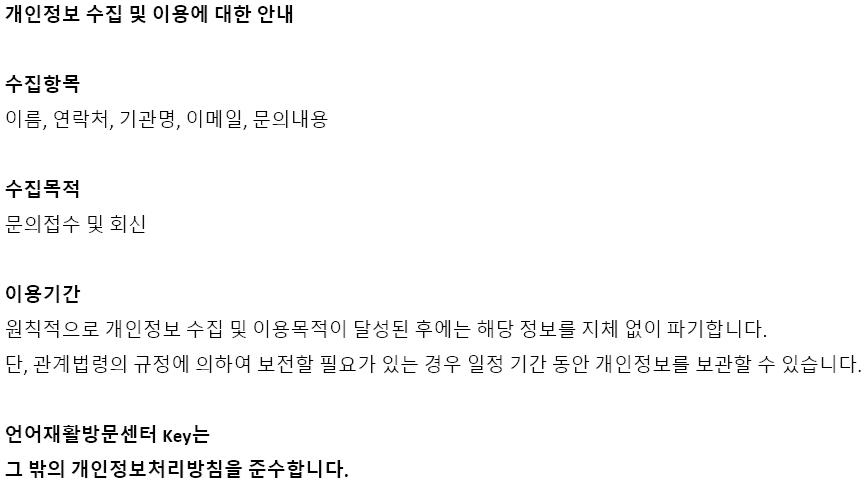 개인정보 수집 및 이용에 대한 안내
수집항목
이름, 연락처, 기관명, 이메일, 문의내용
수집목적
문의접수 및 회신
이용기간
원칙적으로 개인정보 수집 및 이용목적이 달성된 후에는 해당 정보를 지체 없이 파기합니다.
단, 관계법령의 규정에 의하여 보전할 필요가 있는 경우 일정 기간 동안 개인정보를 보관할 수 있습니다.
언어재활방문센터 Key는
그 밖의 개인정보처리방침을 준수합니다.